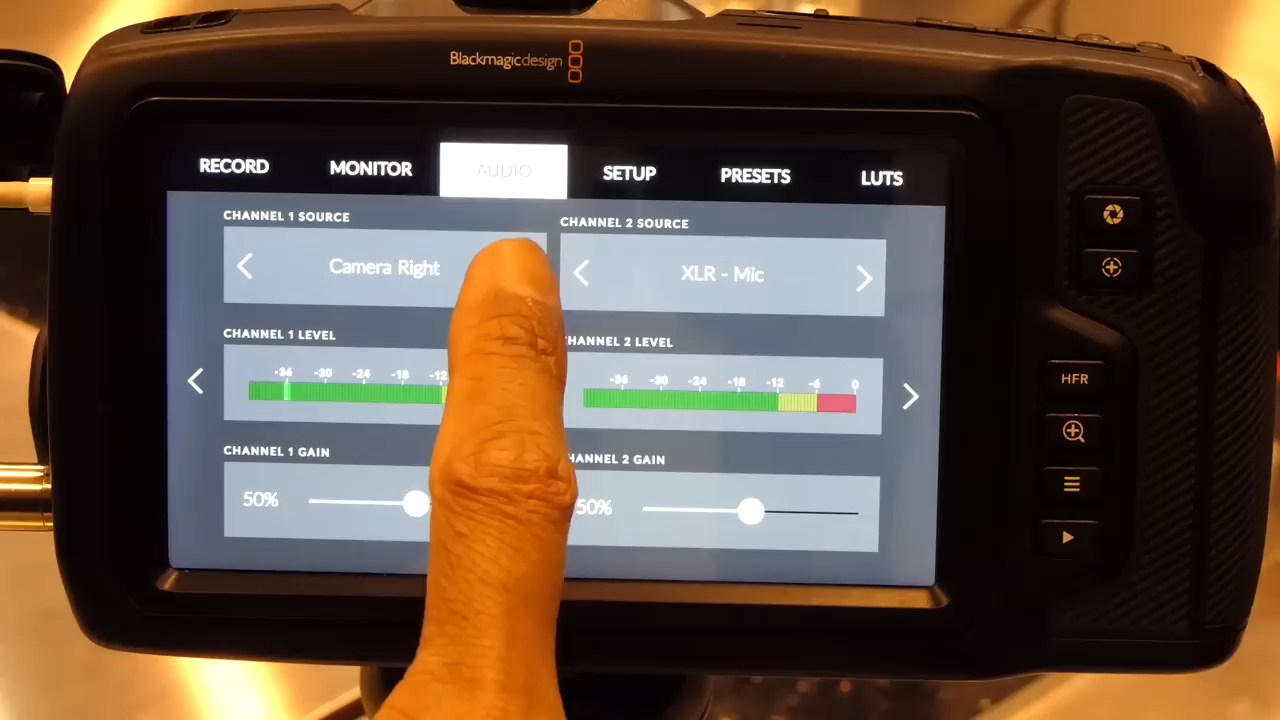 Blackmagicdesign
RECORD MONITOR AUDIO SETUP PRESETS LUTS
CHANNEL 1 SOURCE CHANNEL 2 SOURCE
Camera Right XLR - Mic
CHANNEL 1 LEVEL HANNEL 2 LEVEL
-36 -30 -24 -18 -12 -36 -30 -24 -18 -12 -6 0
CHANNEL 1 GAIN HANNEL 2 GAIN
50% 50%
HFR